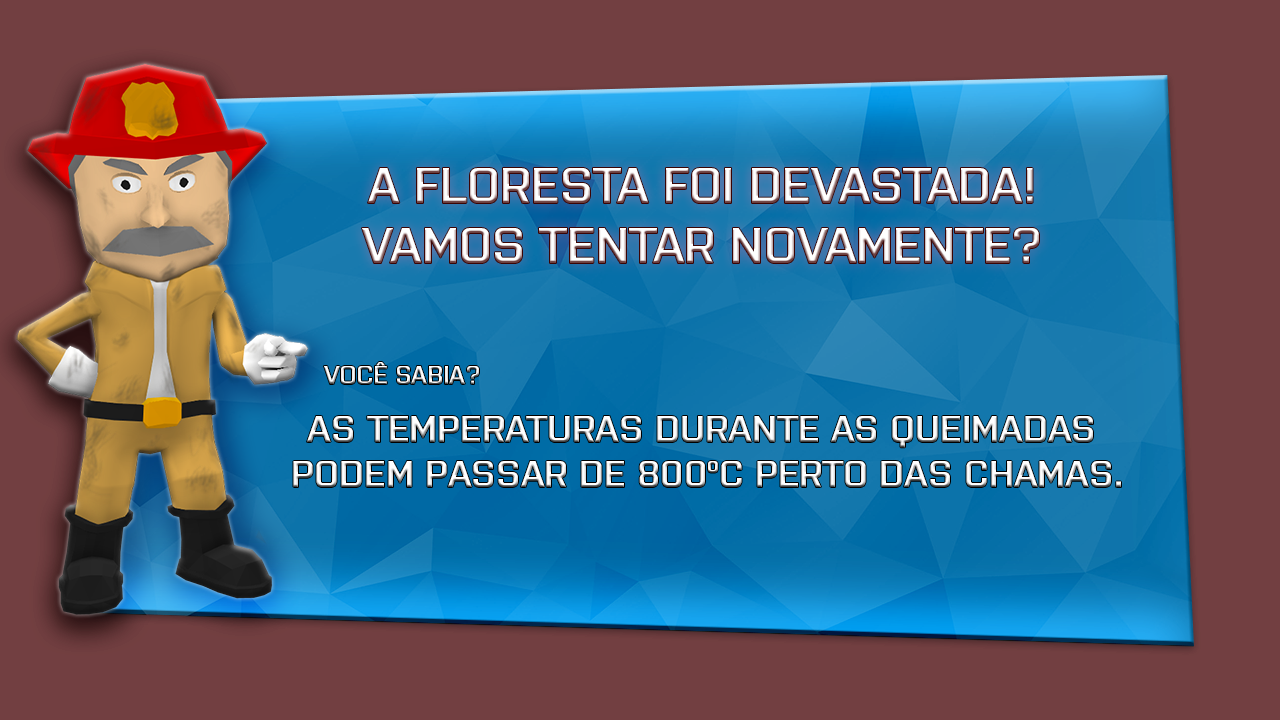 A FLORESTA FOI DEVASTADA!
VAMOS TENTAR NOVAMENTE?
VOCÊ SABIA?
AS TEMPERATURAS DURANTE AS QUEIMADAS
PODEM PASSAR DE 800ºC PERTO DAS CHAMAS.